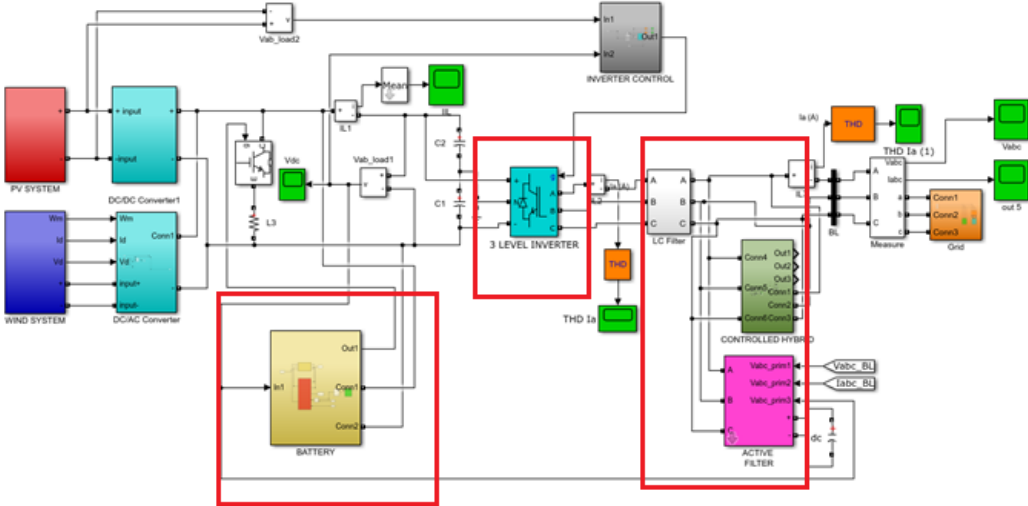 Vab_load2
In1
In2
Out1
INVERTER CONTROL
+
-
PV SYSTEM
+ input
-input
DC/DC Converter1
Mean
IL1
Vdc
Vab_load1
L3
C2
C1
g
A
B
C
3 LEVEL INVERTER
A
B
C
A
B
C
LC Filter
Ia (A)
THD
THD Ia (1)
Vabc
out 5
Vabc
Iabc
A
B
C
a
b
c
Measure
BL
Conn1
Conn2
Conn3
Grid
Wm
Id
Vd
+
-
WIND SYSTEM
Wm
Id
Vd
input+
input-
Conn1
DC/AC Converter
THD
THD Ia
Conn4
Conn5
Conn6
Out1
Out2
Out3
Conn1
Conn2
Conn3
CONTROLLED HYBRID
In1
Out1
Conn1
Conn2
BATTERY
A
B
C
Vabc_prim1
Vabc_prim2
Vabc_prim3
+
-
ACTIVE
FILTER
Vabc_BL
Iabc_BL
dc